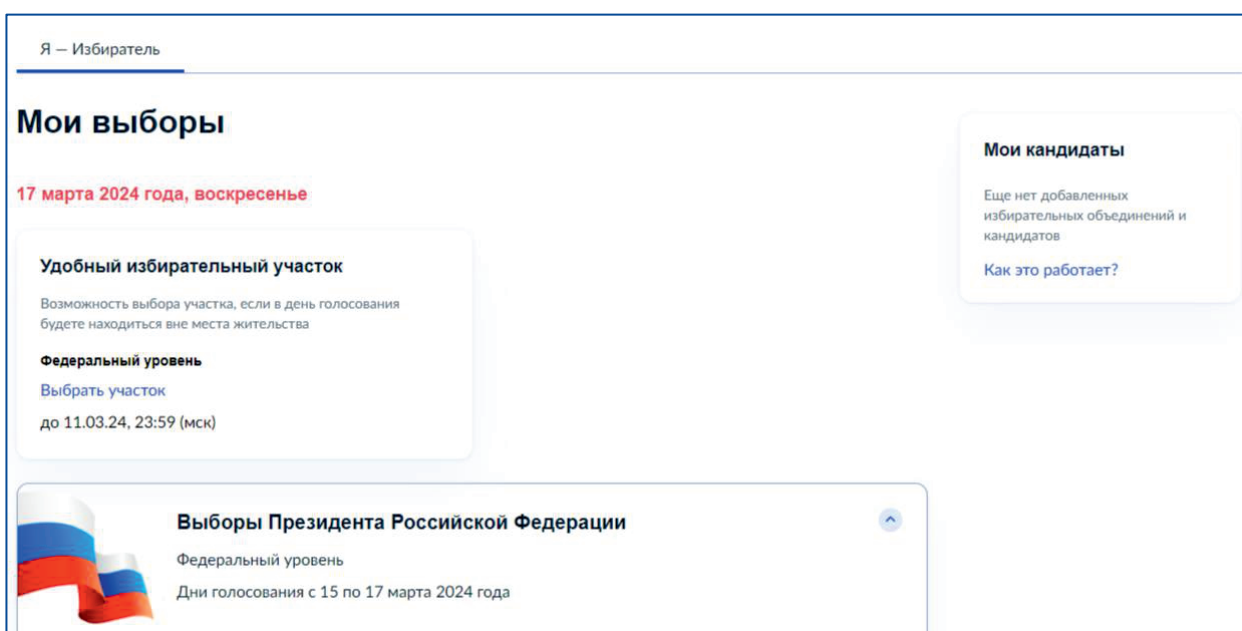 Я — Избиратель
Мои выборы
17 марта 2024 года, воскресенье
Удобный избирательный участок
Возможность выбора участка, если в день голосования
будете находиться вне места жительства
Федеральный уровень
Выбрать участок
до 11.03.24, 23:59 (мск)
Мои кандидаты
Еще нет добавленных
избирательных объединений и
кандидатов
Как это работает?
Выборы Президента Российской Федерации
Федеральный уровень
Дни голосования с 15 по 17 марта 2024 года